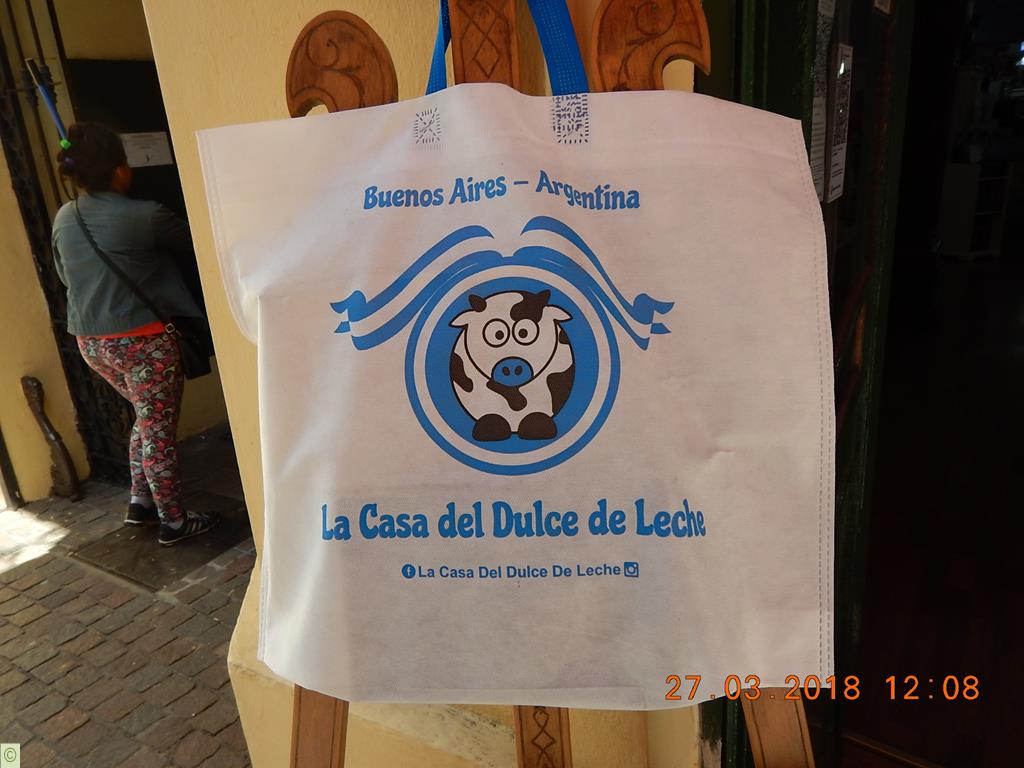 Buenos Aires – Argentina
La Casa del Dulce de Leche
La Casa Del Dulce De Leche
27.03.2018 12:08
©